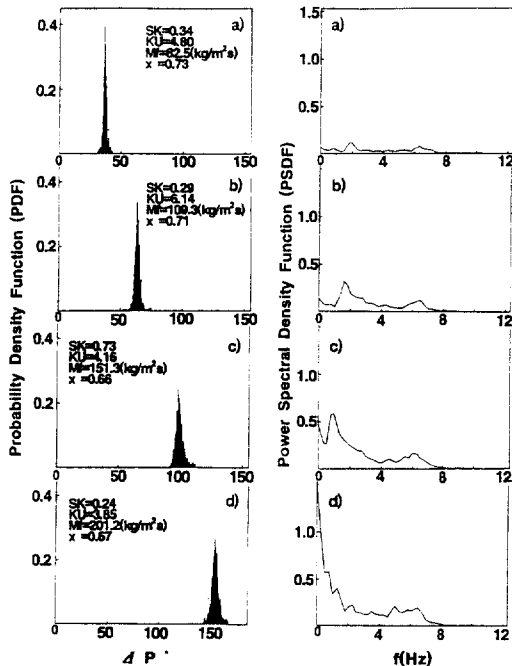 Probability Density Function (PDF)
a)
SK=0.34
KU=4.80
Mf=82.5(kg/m²s)
x =0.73
0.4
0.2
0 50 100 150
b)
SK=0.29
KU=6.14
Mf=109.3(kg/m²s)
x =0.71
0.4
0.2
0 50 100 150
c)
SK=0.73
KU=4.16
Mf=151.3(kg/m²s)
x =0.66
0.4
0.2
0 50 100 150
d)
SK=0.24
KU=3.85
Mf=201.2(kg/m²s)
x =0.67
0.4
0.2
0 50 100 150
Δ P *
Power Spectral Density Function (PSDF)
a)
1.5
1.0
0.5
0 4 8 12
b)
1.0
0.5
0 4 8 12
c)
1.0
0.5
0 4 8 12
d)
1.0
0.5
0 4 8 12
f(Hz)